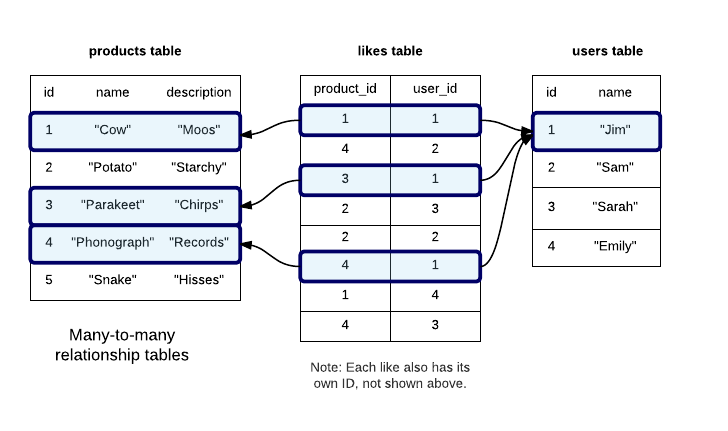 products table
id name description
1 "Cow" "Moos"
2 "Potato" "Starchy"
3 "Parakeet" "Chirps"
4 "Phonograph" "Records"
5 "Snake" "Hisses"
Many-to-many
relationship tables
likes table
product_id user_id
1 1
4 2
3 1
2 3
2 2
4 1
1 4
4 3
Note: Each like also has its
own ID, not shown above.
users table
id name
1 "Jim"
2 "Sam"
3 "Sarah"
4 "Emily"